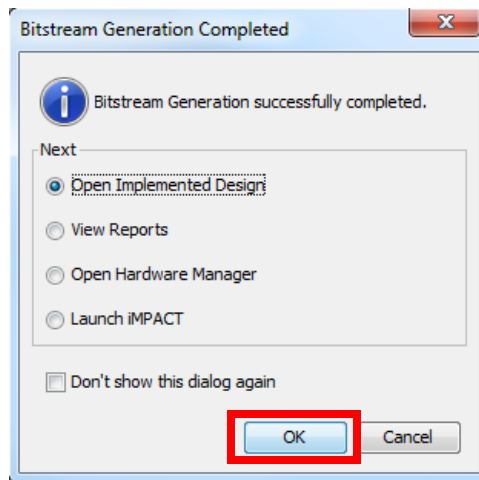 Bitstream Generation Completed
Bitstream Generation successfully completed.
Next
Open Implemented Design
View Reports
Open Hardware Manager
Launch iMPACT
Don't show this dialog again
OK Cancel